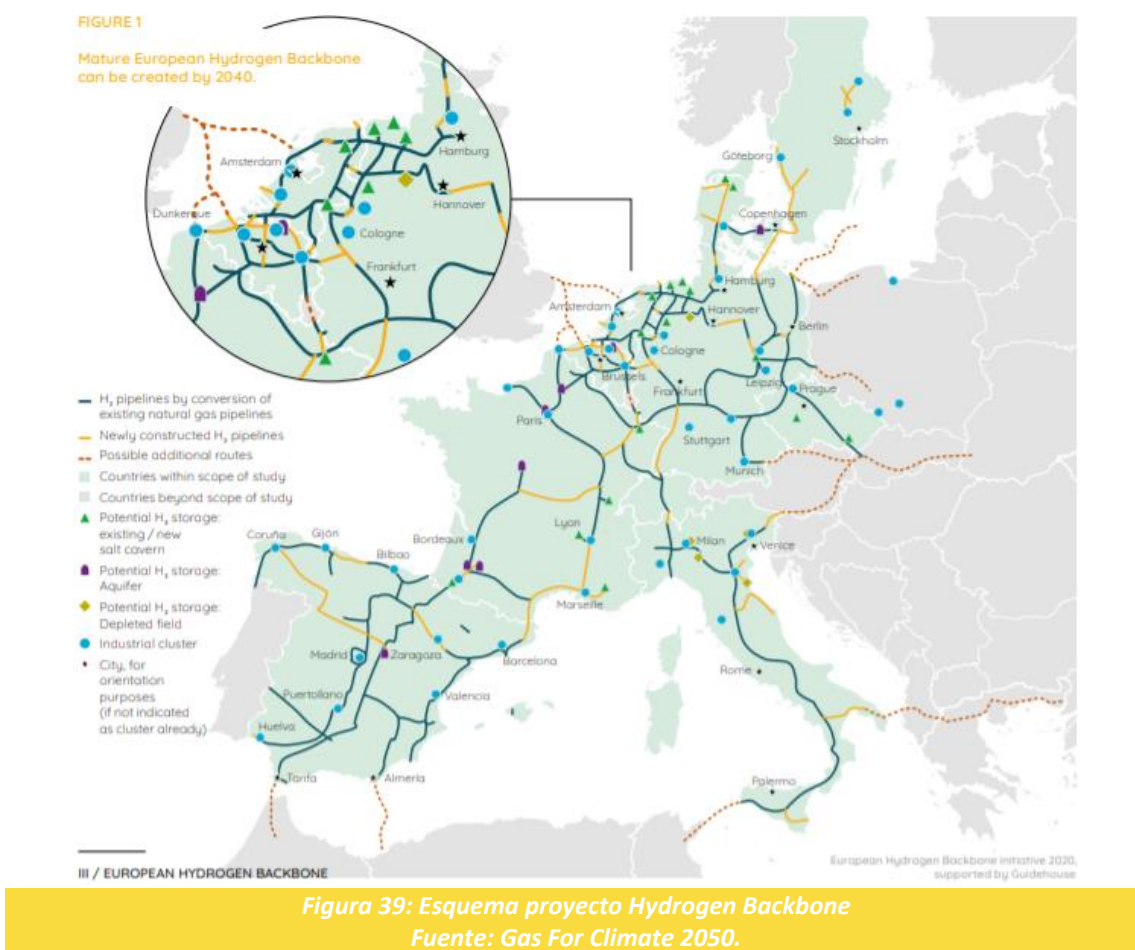 FIGURE 1
Mature European Hydrogen Backbone
can be created by 2040.
Amsterdam
Hamburg
Dunkerque
Hannover
Cologne
Frankfurt
Stockholm
Göteborg
Copenhagen
Hamburg
Amsterdam
Hannover
Berlin
Cologne
Brussels
Leipzig
Frankfurt
Prague
Paris
Stuttgart
Munich
H₂ pipelines by conversion of
existing natural gas pipelines
Newly constructed H₂ pipelines
Possible additional routes
Countries within scope of study
Countries beyond scope of study
Potential H₂ storage:
existing / new
salt cavern
Potential H₂ storage:
Aquifer
Potential H₂ storage:
Depleted field
Industrial cluster
City, for
orientation
purposes
(if not indicated
as cluster already)
Coruña
Gijón
Bilbao
Bordeaux
Lyon
Milan
Venice
Marseille
Madrid
Zaragoza
Barcelona
Rome
Puertollano
Valencia
Huelva
Tarifa
Almería
Palermo
III / EUROPEAN HYDROGEN BACKBONE
European Hydrogen Backbone initiative 2020,
supported by Guidehouse
Figura 39: Esquema proyecto Hydrogen Backbone
Fuente: Gas For Climate 2050.